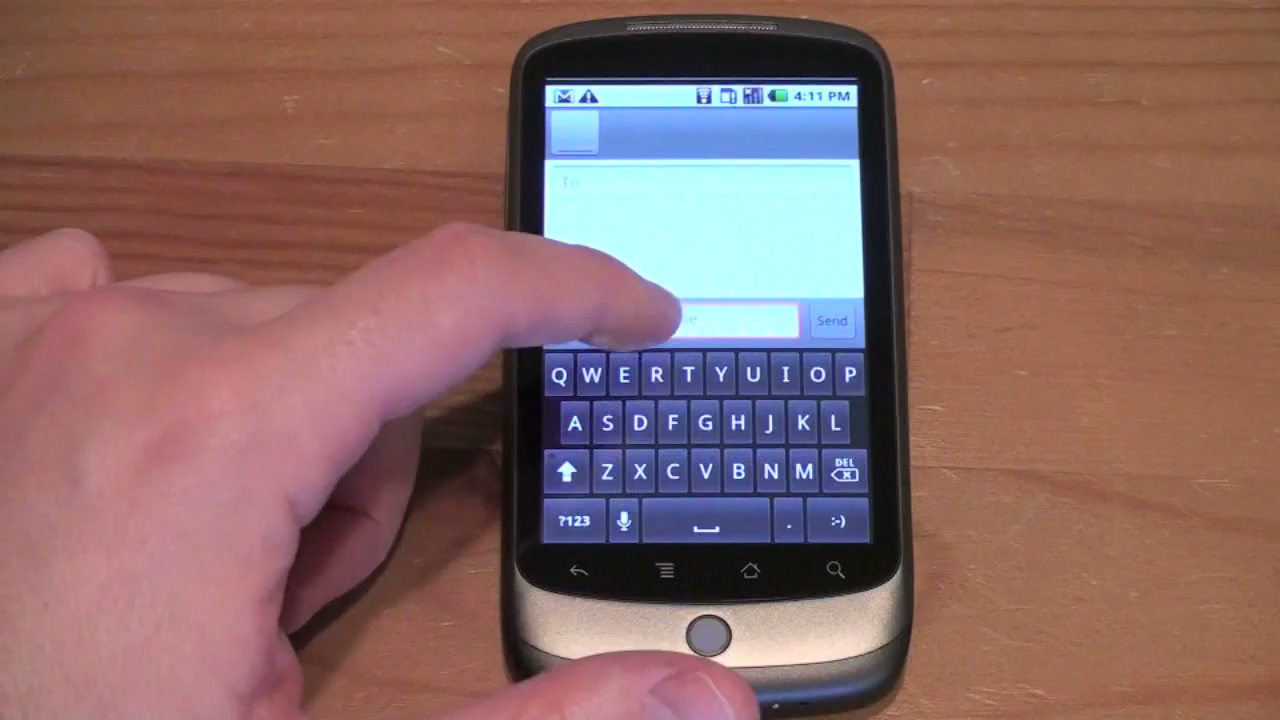 4:11 PM
To
Send
Q W E R T Y U I O P
A S D F G H J K L
Z X C V B N M DEL
?123 . :-)